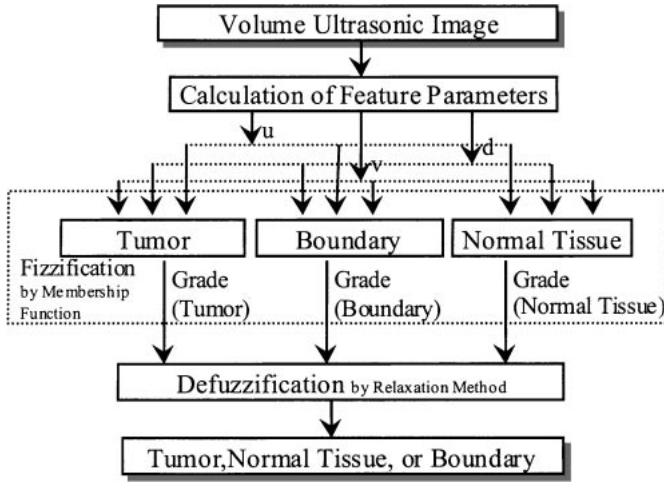 Volume Ultrasonic Image
Calculation of Feature Parameters
u
v
d
Tumor
Boundary
Normal Tissue
Fizzification
by Membership
Function
Grade
(Tumor)
Grade
(Boundary)
Grade
(Normal Tissue)
Defuzzification by Relaxation Method
Tumor,Normal Tissue, or Boundary